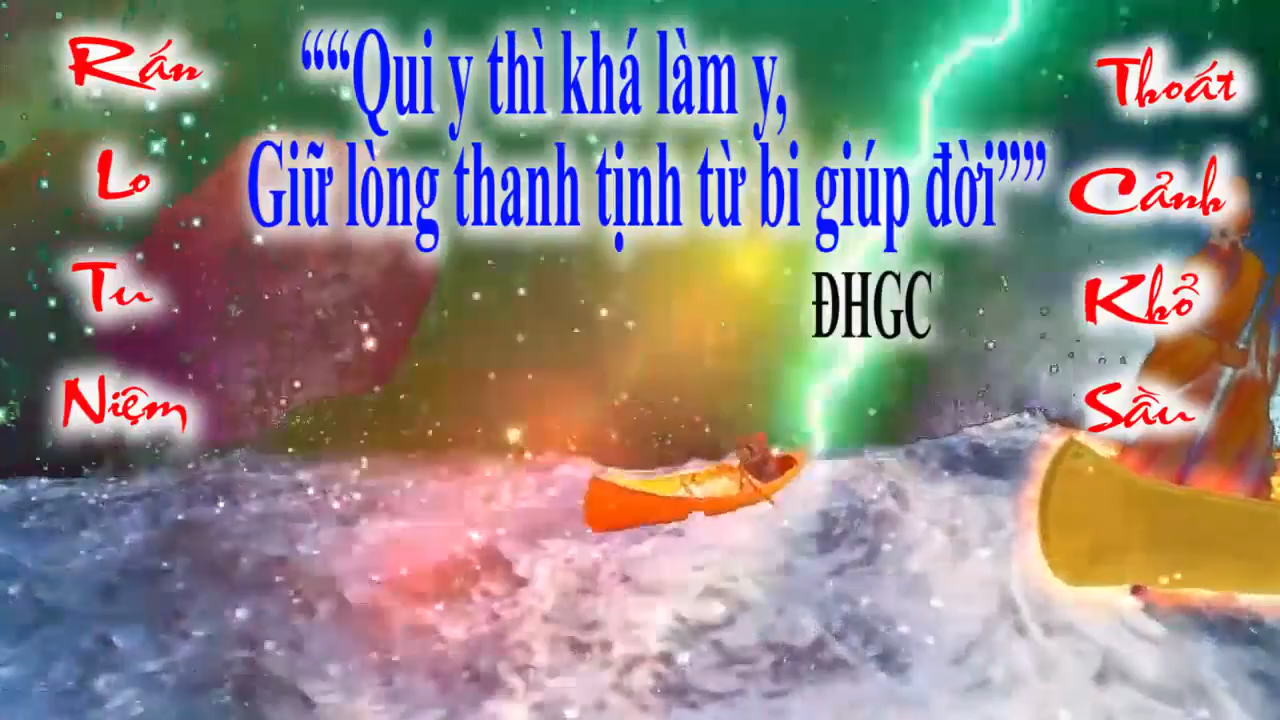 Rấn
Lo
Tu
Niệm
““Qui y thì khá làm y,
Giữ lòng thanh tịnh từ bi giúp đời””
ĐHGC
Thoát
Cảnh
Khổ
Sầu